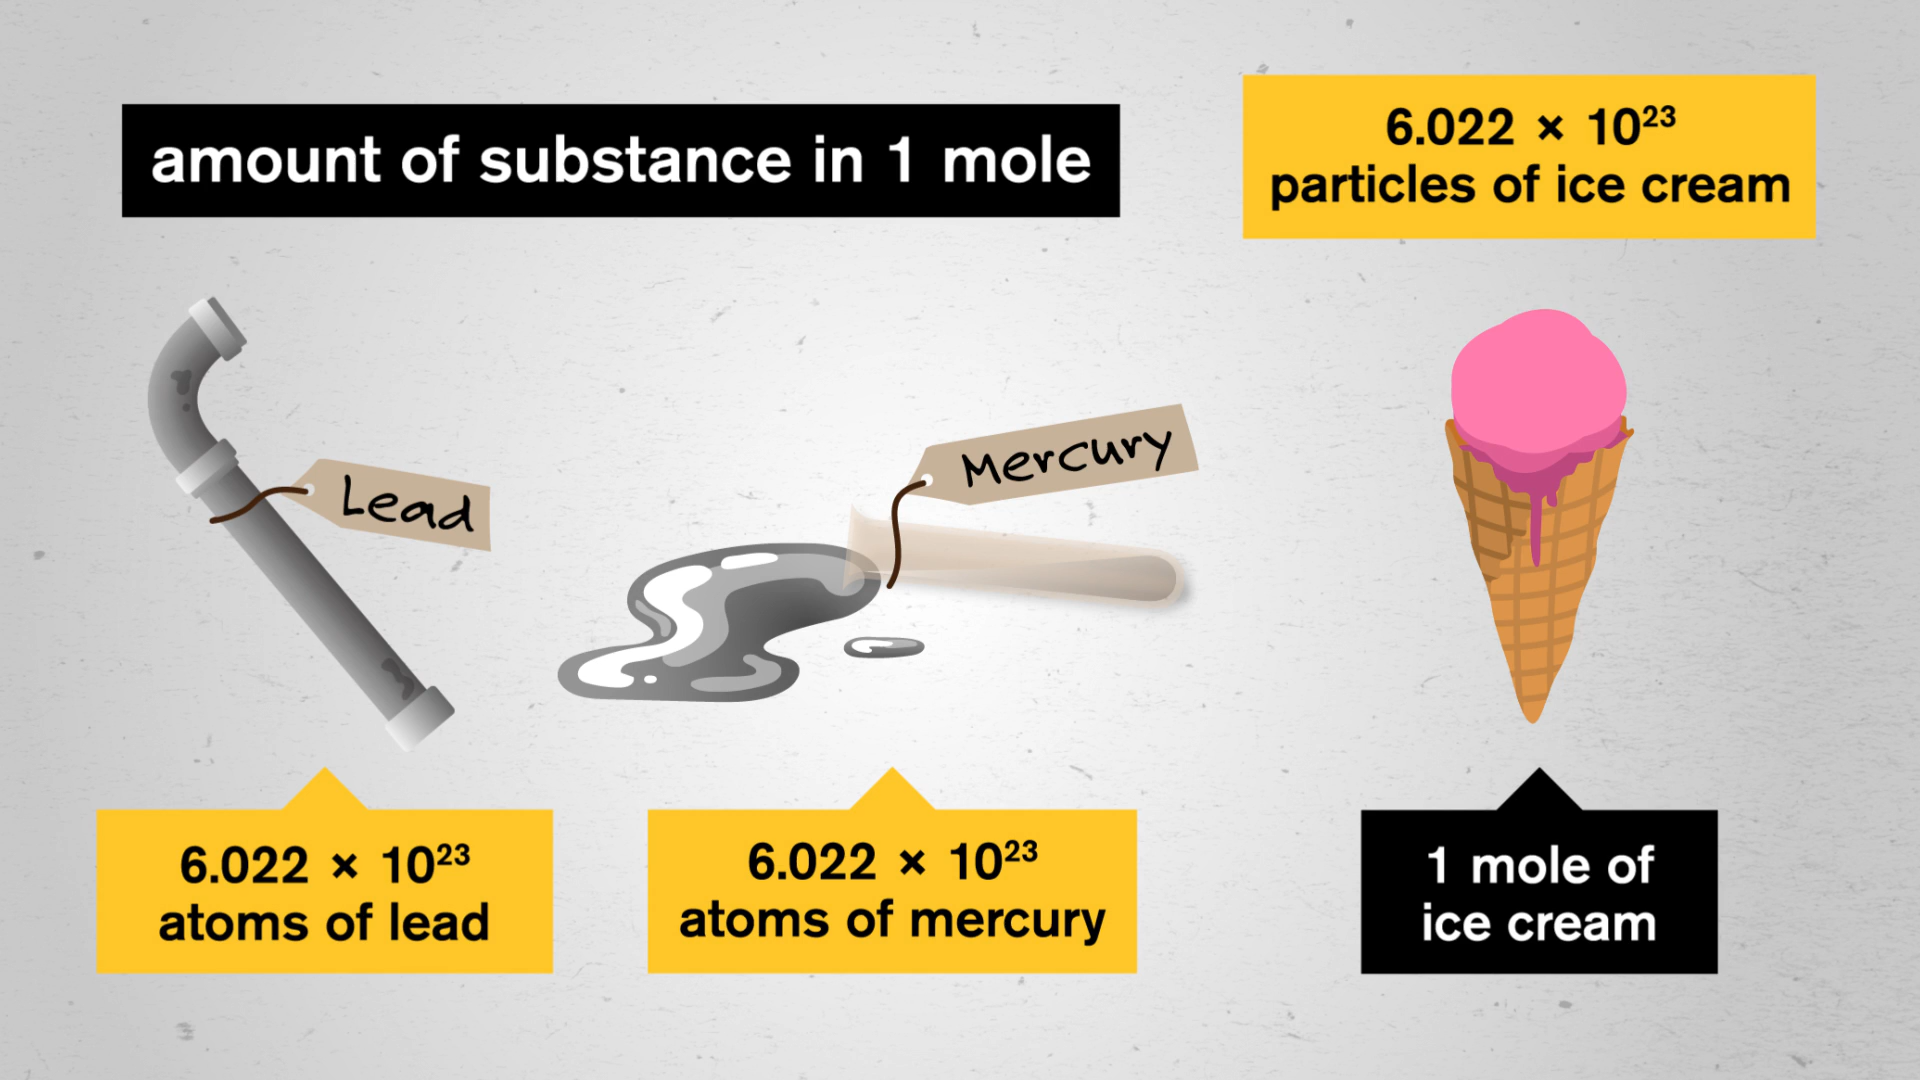 amount of substance in 1 mole
6.022 × 10²³
particles of ice cream
Lead
Mercury
6.022 × 10²³
atoms of lead
6.022 × 10²³
atoms of mercury
1 mole of
ice cream